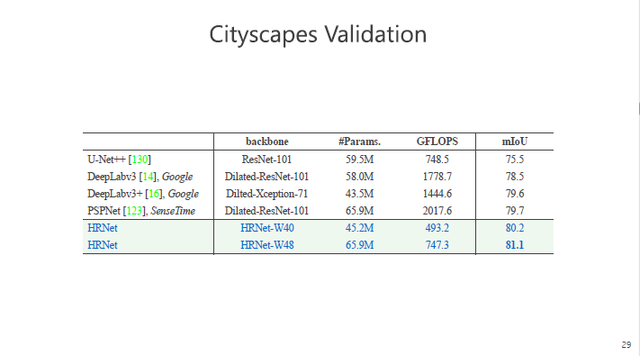 Cityscapes Validation
backbone #Params. GFLOPS mIoU
U-Net++ [130] ResNet-101 59.5M 748.5 75.5
DeepLabv3 [14], Google Dilated-ResNet-101 58.0M 1778.7 78.5
DeepLabv3+ [16], Google Dilted-Xception-71 43.5M 1444.6 79.6
PSPNet [123], SenseTime Dilated-ResNet-101 65.9M 2017.6 79.7
HRNet HRNet-W40 45.2M 493.2 80.2
HRNet HRNet-W48 65.9M 747.3 81.1
29